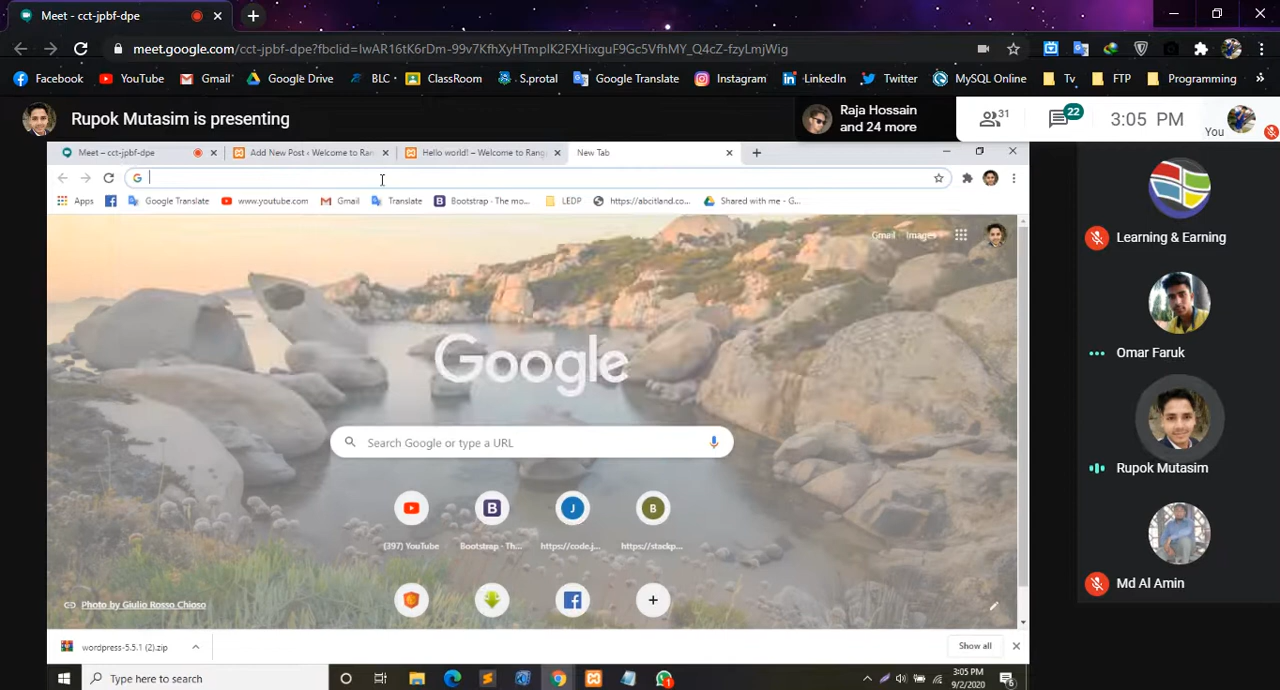 Meet - cct-jpbf-dpe
meet.google.com/cct-jpbf-dpe?fbclid=IwAR16tK6rDm-99v7KfhXyHTmplK2FXHixguF9Gc5VfhMY_Q4cZ-fzyLmjWig
Facebook YouTube Gmail Google Drive BLC ClassRoom S.portal Google Translate Instagram LinkedIn Twitter MySQL Online Tv FTP Programming »
Rupok Mutasim is presenting
Raja Hossain
and 24 more
31
22
3:05 PM
You
Meet – cct-jpbf-dpe
Add New Post ‹ Welcome to Ran
Hello world! – Welcome to Rang
New Tab
Apps Google Translate www.youtube.com Gmail Translate Bootstrap · The mo... LEDP https://abcitland.co... Shared with me - G...
Gmail Images
Google
Search Google or type a URL
(397) YouTube
Bootstrap · Th...
https://code.j...
https://stackp...
Photo by Giulio Rosso Chioso
wordpress-5.5.1 (2).zip
Show all
Type here to search
1
3:05 PM
9/2/2020
6
Learning & Earning
Omar Faruk
Rupok Mutasim
Md Al Amin